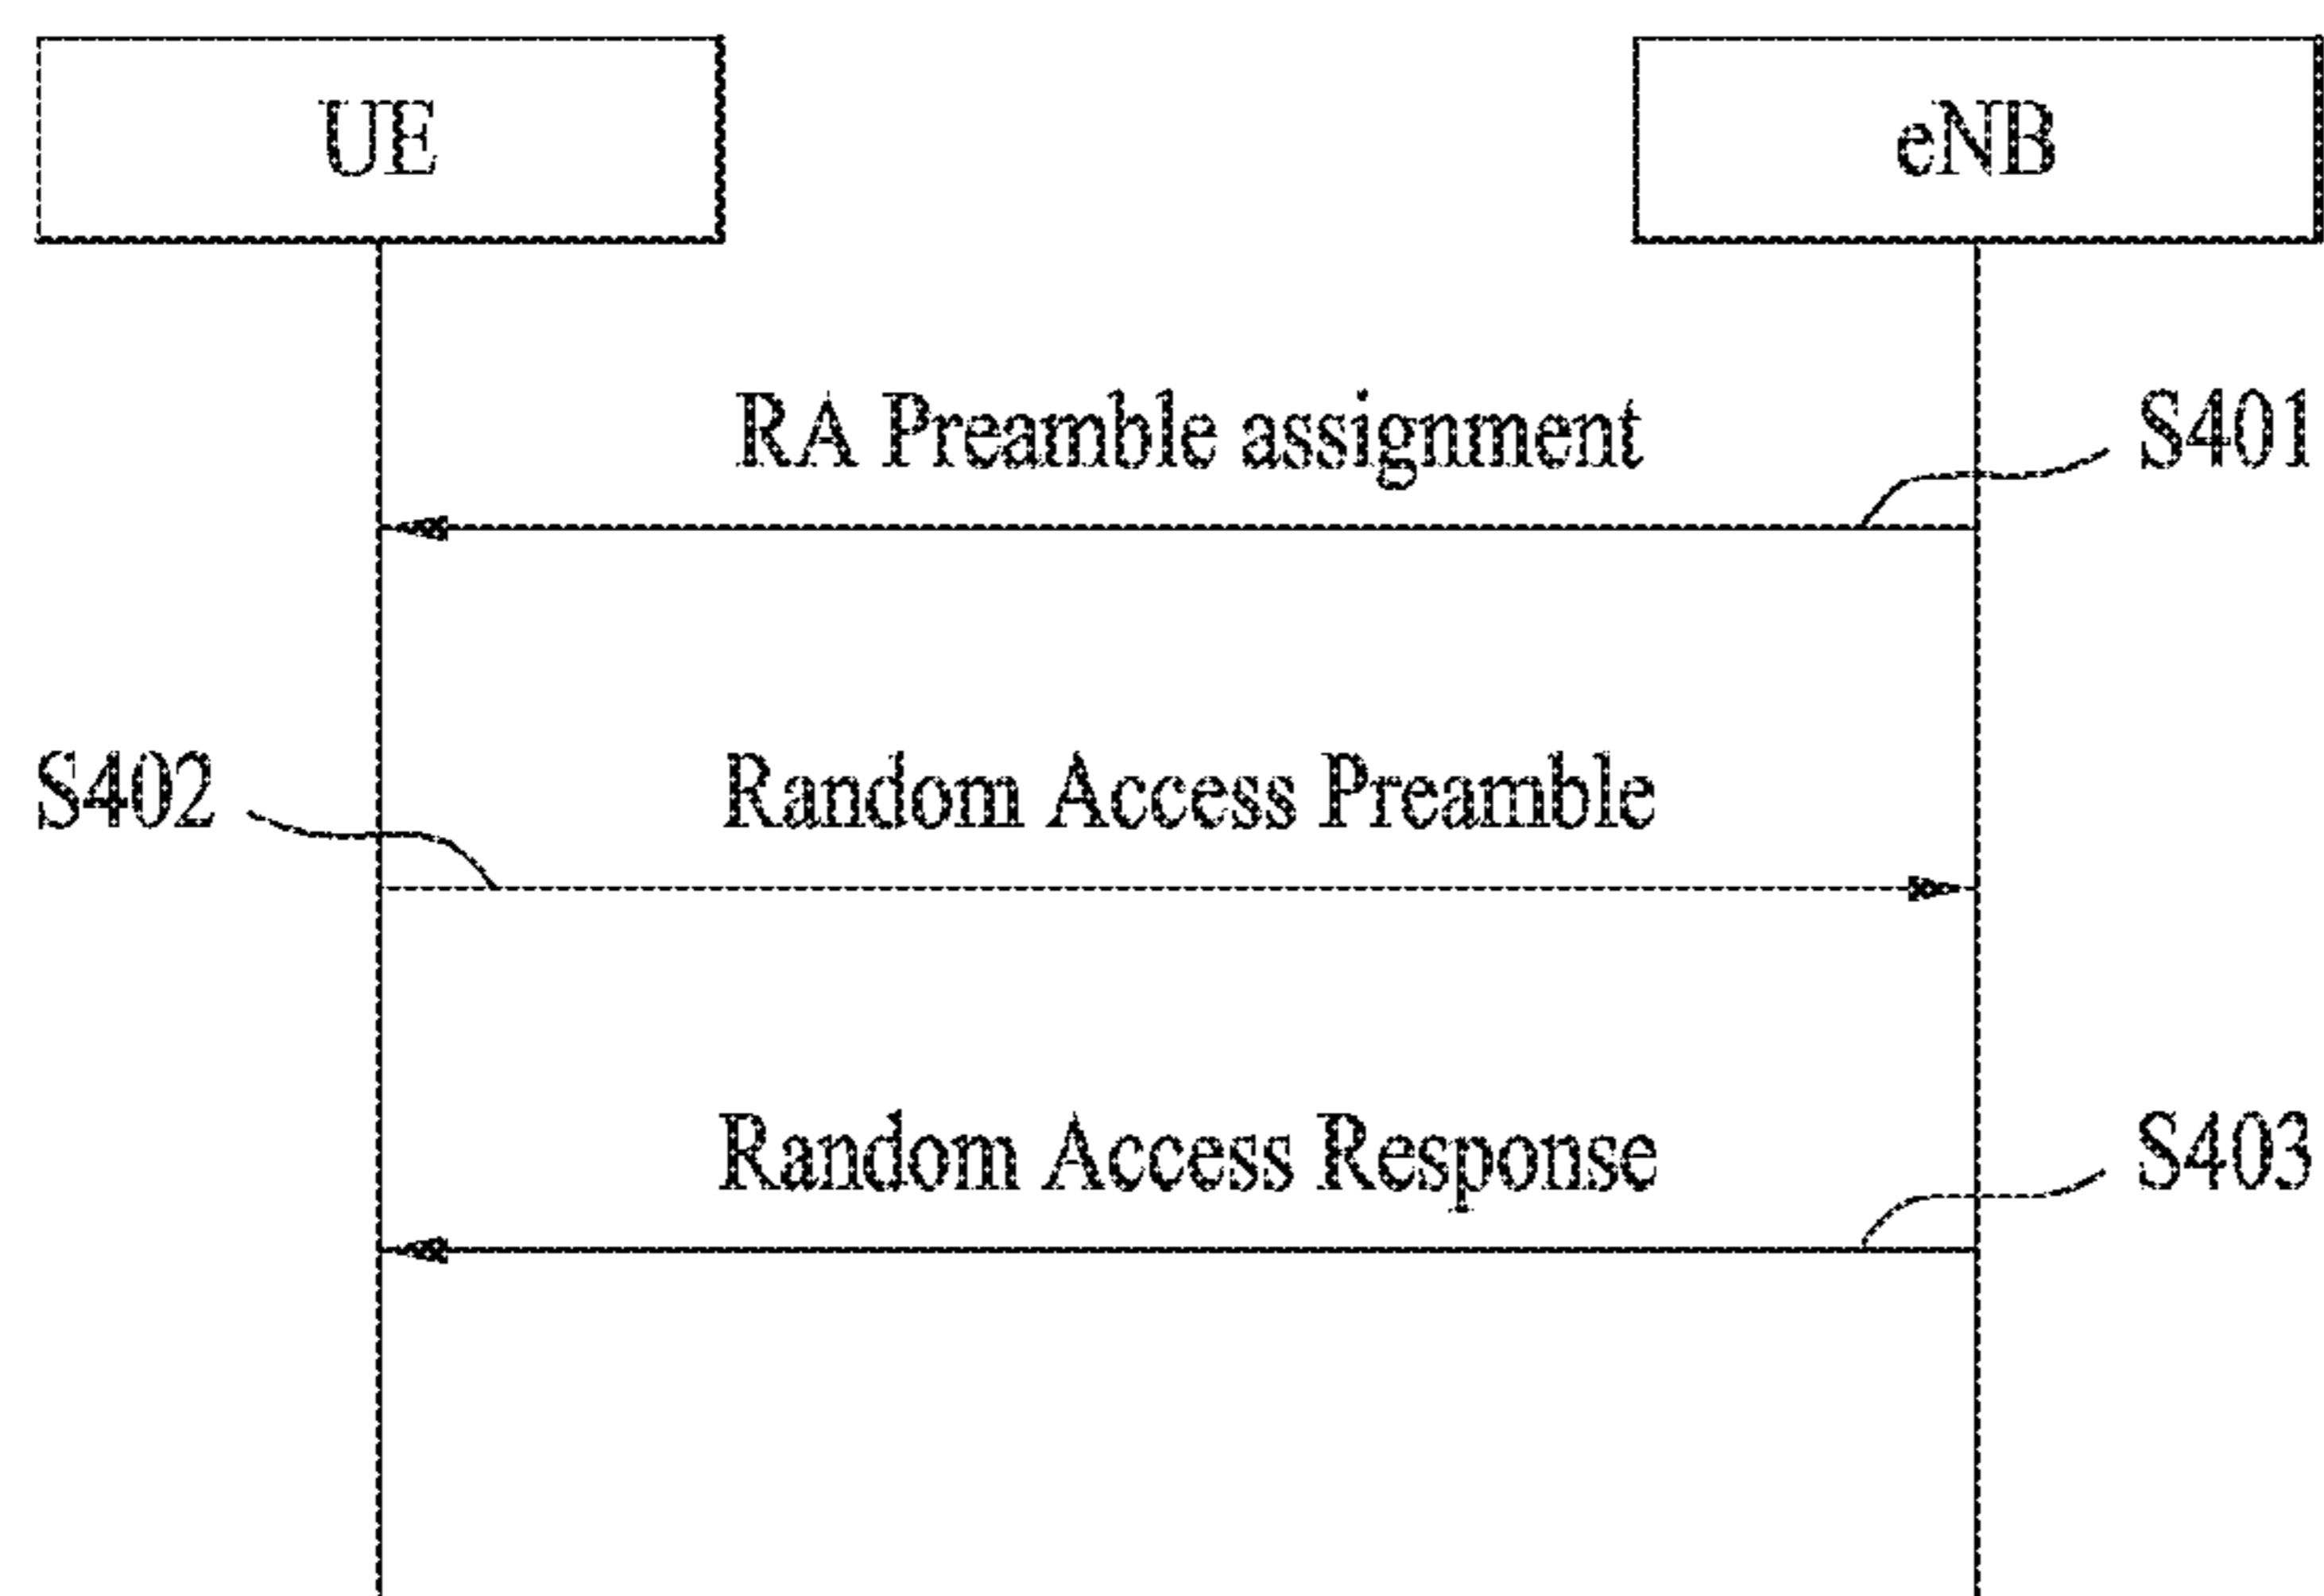 UE
eNB
RA Preamble assignment
S401
S402
Random Access Preamble
Random Access Response
S403